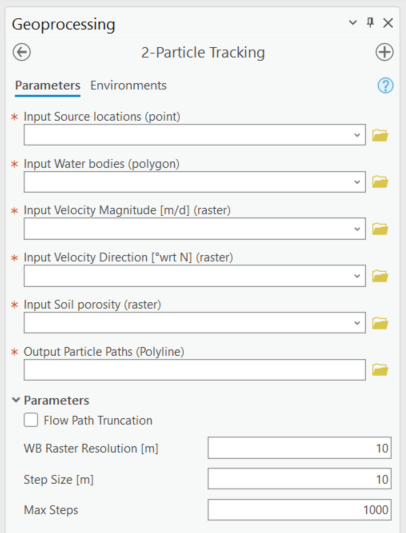 Geoprocessing
2-Particle Tracking
Parameters Environments
* Input Source locations (point)
* Input Water bodies (polygon)
* Input Velocity Magnitude [m/d] (raster)
* Input Velocity Direction [°wrt N] (raster)
* Input Soil porosity (raster)
* Output Particle Paths (Polyline)
Parameters
Flow Path Truncation
WB Raster Resolution [m] 10
Step Size [m] 10
Max Steps 1000